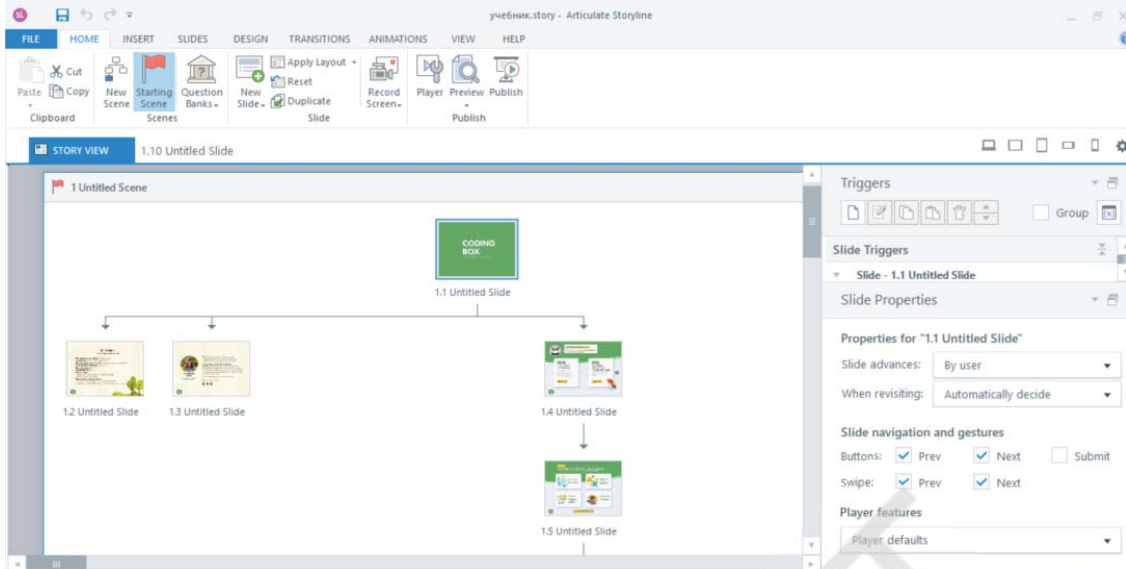 учебник.story - Articulate Storyline
FILE HOME INSERT SLIDES DESIGN TRANSITIONS ANIMATIONS VIEW HELP
Paste Cut Copy
Clipboard
New Scene Starting Scene Question Banks
Scenes
New Slide Apply Layout Reset Duplicate
Slide
Record Screen
Player Preview Publish
Publish
STORY VIEW 1.10 Untitled Slide
1 Untitled Scene
CODING
BOX
1.1 Untitled Slide
1.2 Untitled Slide 1.3 Untitled Slide 1.4 Untitled Slide
1.5 Untitled Slide
Triggers
Group
Slide Triggers
Slide - 1.1 Untitled Slide
Slide Properties
Properties for "1.1 Untitled Slide"
Slide advances: By user
When revisiting: Automatically decide
Slide navigation and gestures
Buttons: Prev Next Submit
Swipe: Prev Next
Player features
Player defaults